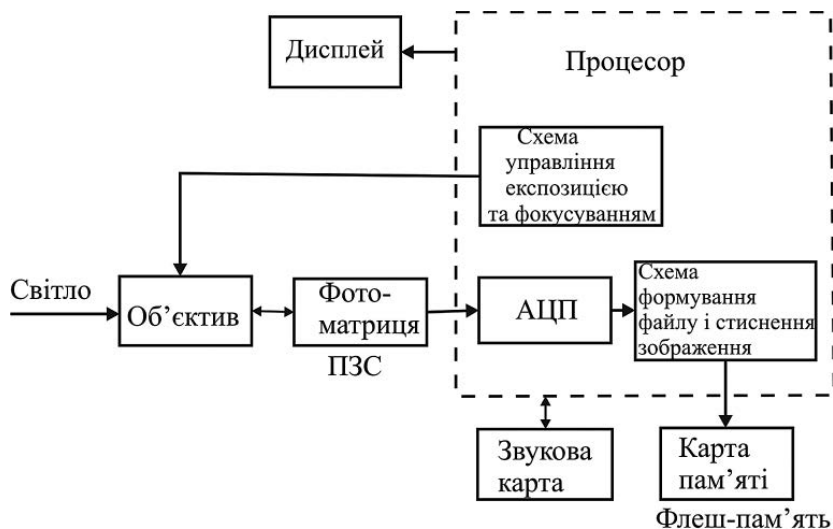 Дисплей
Процесор
Схема
управління
експозицією
та фокусуванням
Світло
Об’єктив
Фото-
матриця
ПЗС
АЦП
Схема
формування
файлу і стиснення
зображення
Звукова
карта
Карта
пам’яті
Флеш-пам’ять